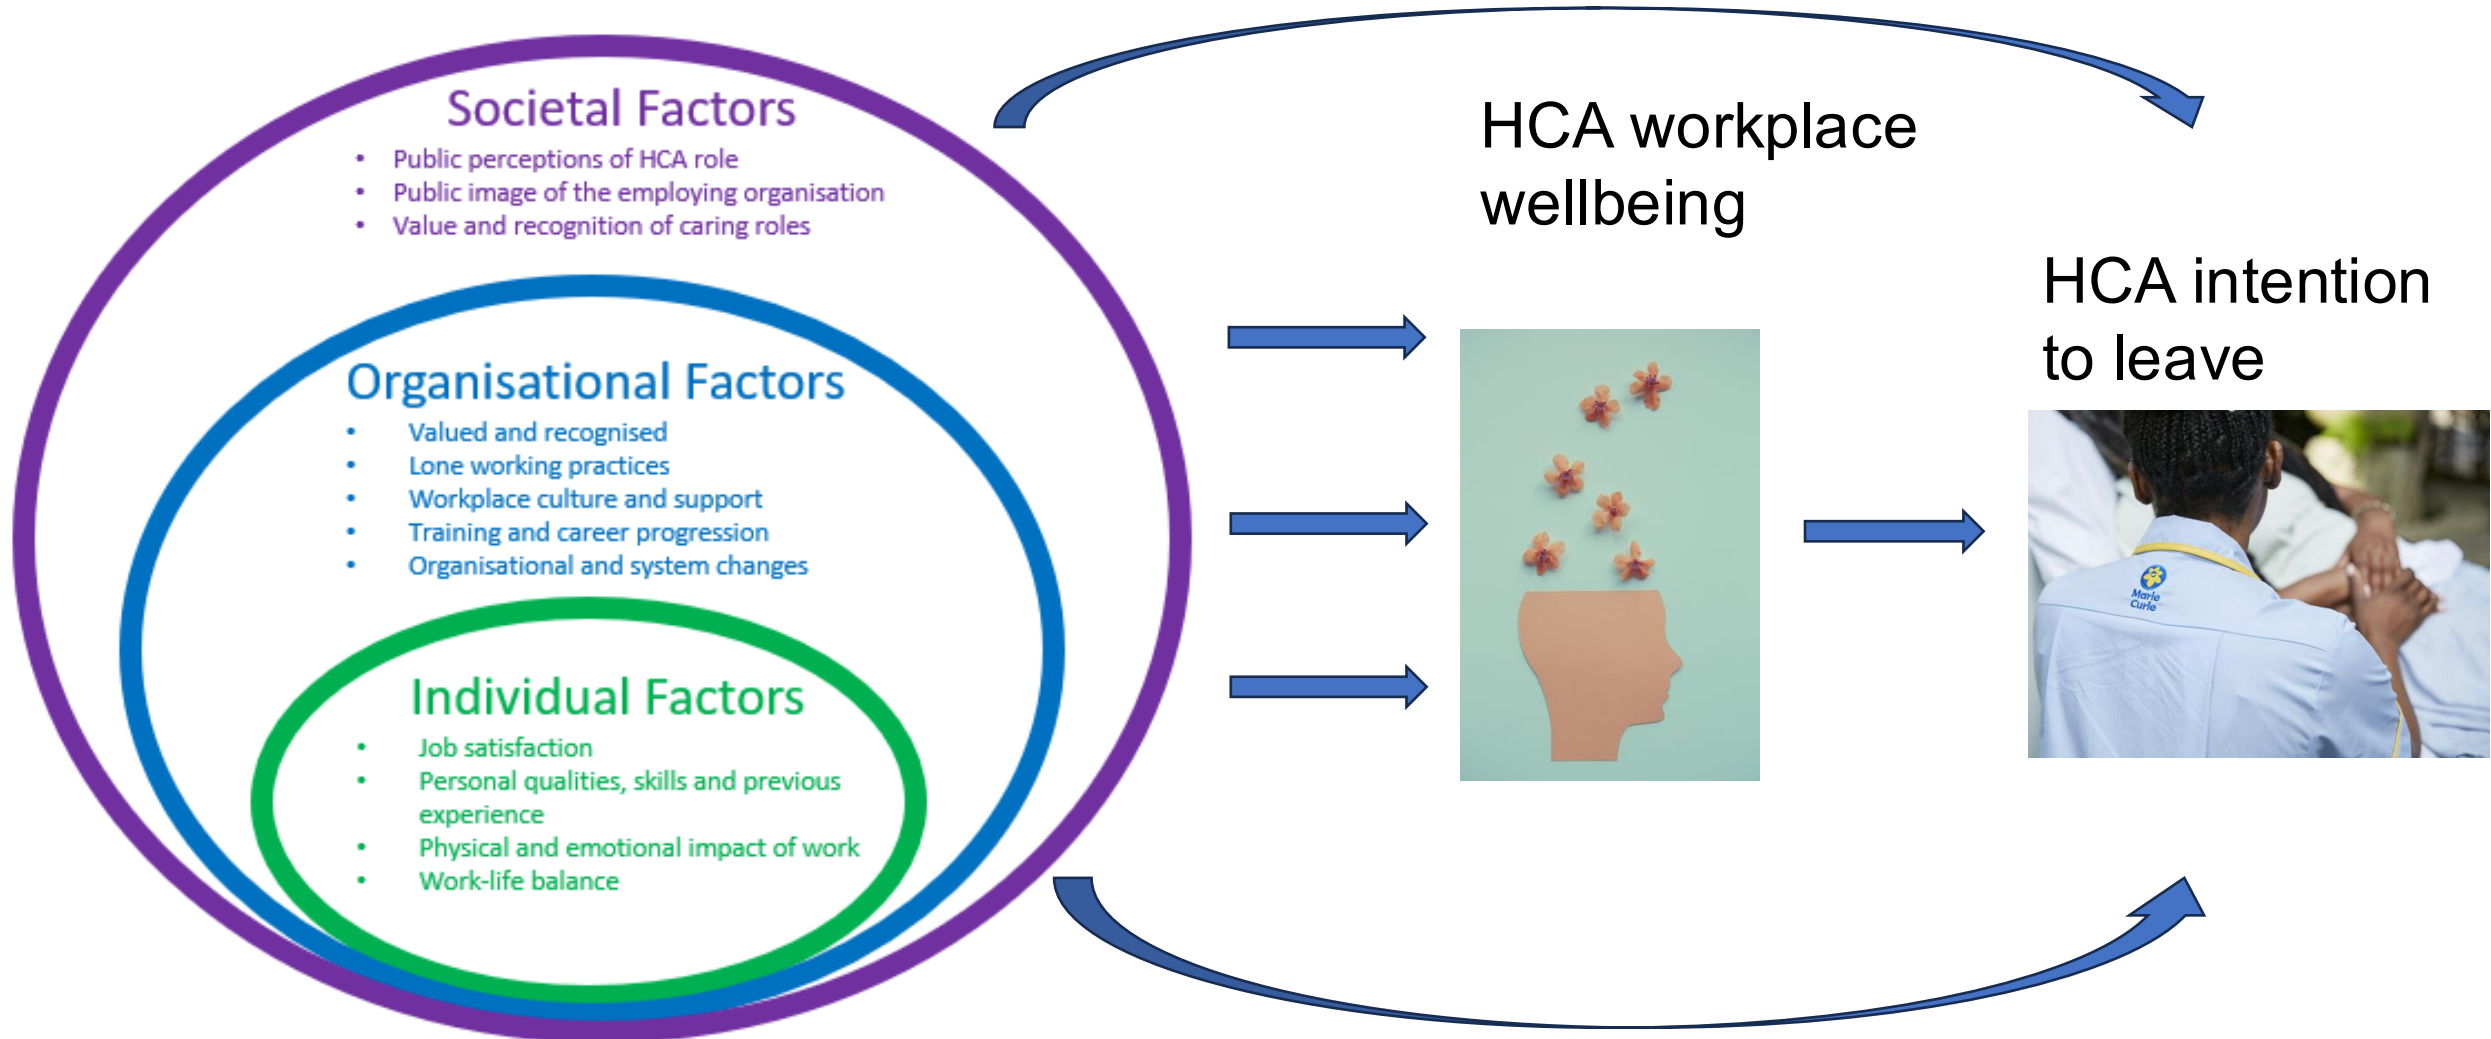 Societal Factors
• Public perceptions of HCA role
• Public image of the employing organisation
• Value and recognition of caring roles
Organisational Factors
• Valued and recognised
• Lone working practices
• Workplace culture and support
• Training and career progression
• Organisational and system changes
Individual Factors
• Job satisfaction
• Personal qualities, skills and previous
experience
• Physical and emotional impact of work
• Work-life balance
HCA workplace
wellbeing
HCA intention
to leave
Marie
Curie